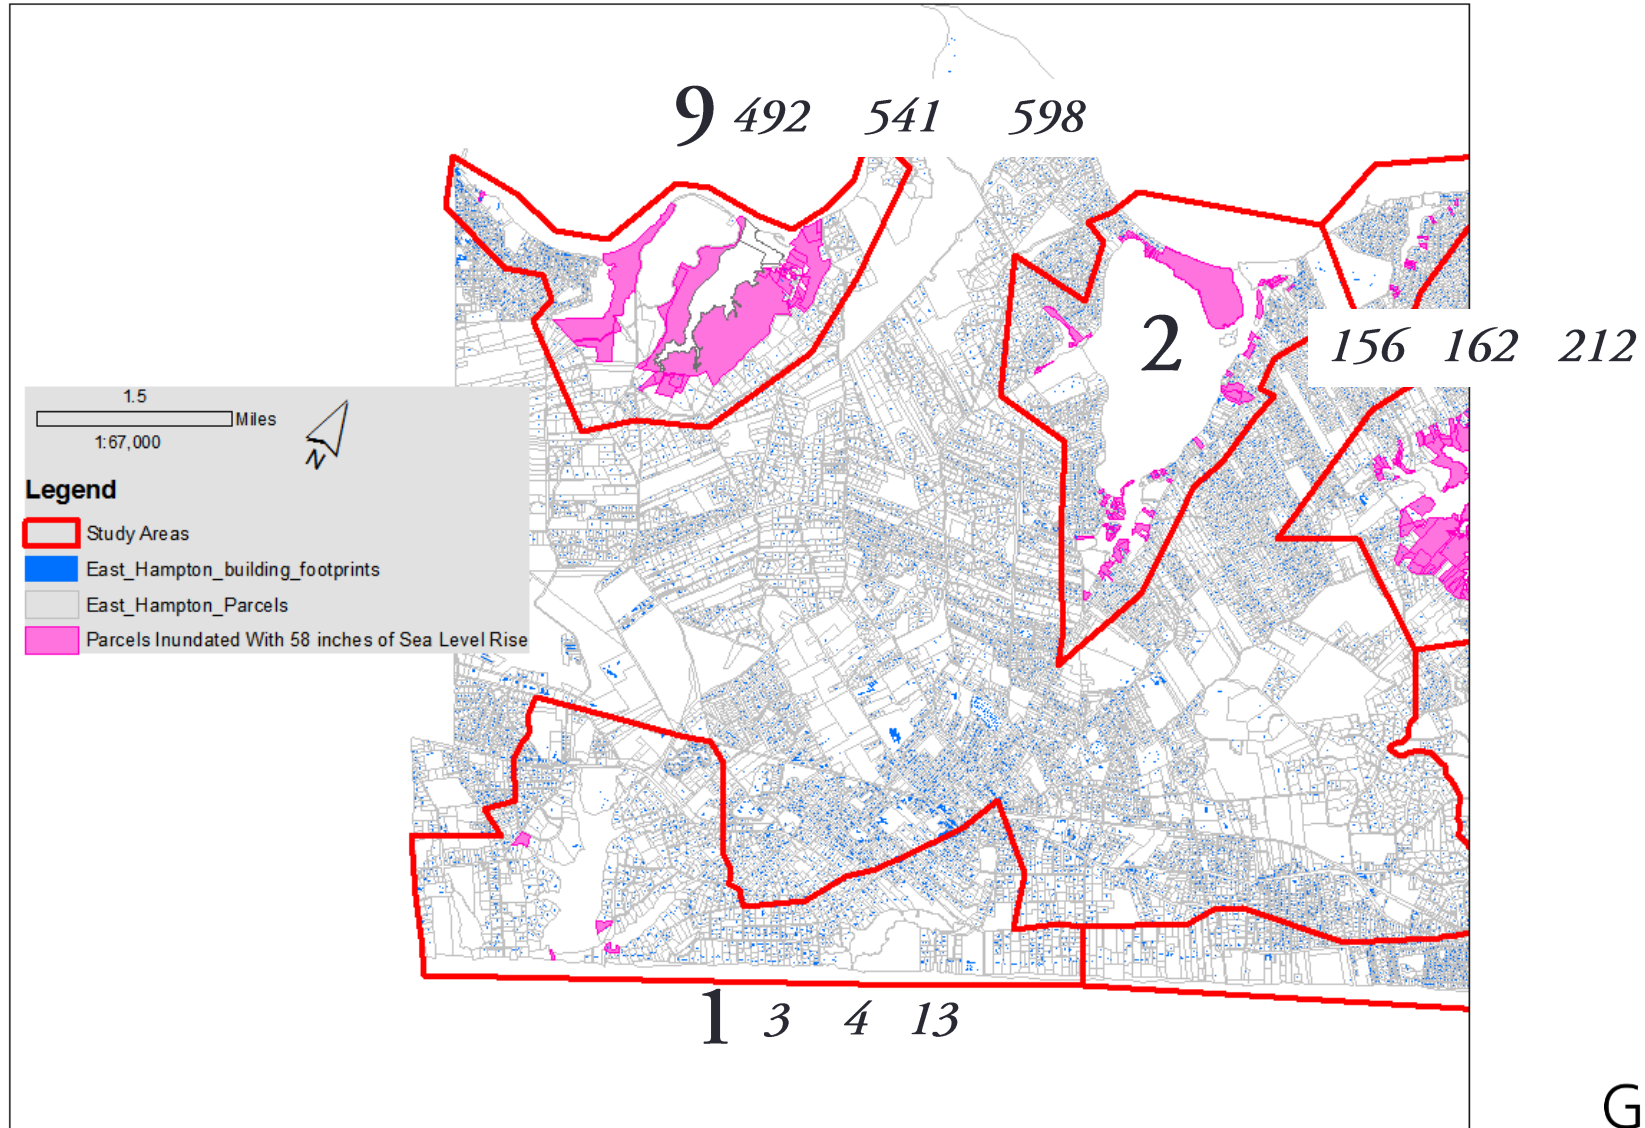 9 492 541 598
2 156 162 212
1.5
Miles
1:67,000
N
Legend
Study Areas
East_Hampton_building_footprints
East_Hampton_Parcels
Parcels Inundated With 58 inches of Sea Level Rise
1 3 4 13
G